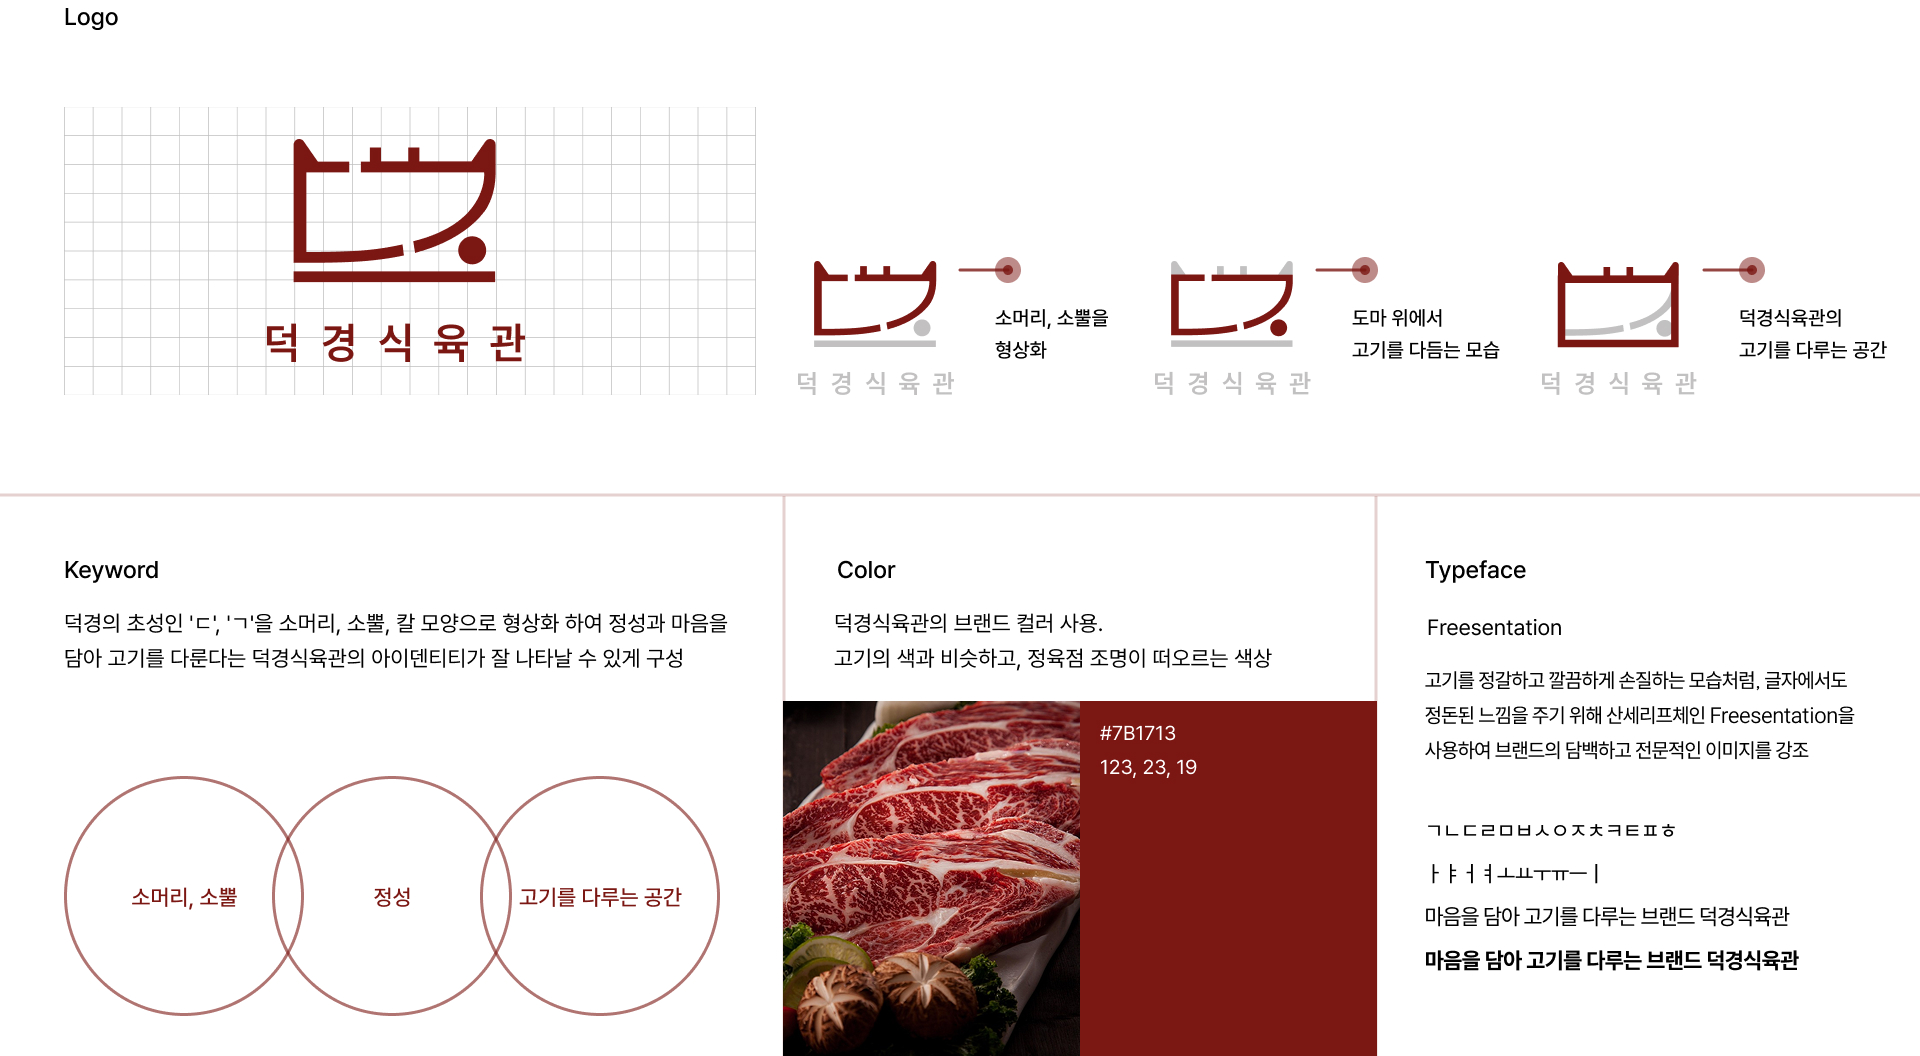 Logo
덕경식육관
소머리, 소뿔을
형상화
덕경식육관
도마 위에서
고기를 다듬는 모습
덕경식육관
덕경식육관의
고기를 다루는 공간
덕경식육관
Keyword
덕경의 초성인 'ㄷ', 'ㄱ'을 소머리, 소뿔, 칼 모양으로 형상화 하여 정성과 마음을
담아 고기를 다룬다는 덕경식육관의 아이덴티티가 잘 나타날 수 있게 구성
소머리, 소뿔
정성
고기를 다루는 공간
Color
덕경식육관의 브랜드 컬러 사용.
고기의 색과 비슷하고, 정육점 조명이 떠오르는 색상
#7B1713
123, 23, 19
Typeface
Freesentation
고기를 정갈하고 깔끔하게 손질하는 모습처럼, 글자에서도
정돈된 느낌을 주기 위해 산세리프체인 Freesentation을
사용하여 브랜드의 담백하고 전문적인 이미지를 강조
ㄱㄴㄷㄹㅁㅂㅅㅇㅈㅊㅋㅌㅍㅎ
ㅏㅑㅓㅕㅗㅛㅜㅠㅡㅣ
마음을 담아 고기를 다루는 브랜드 덕경식육관
마음을 담아 고기를 다루는 브랜드 덕경식육관